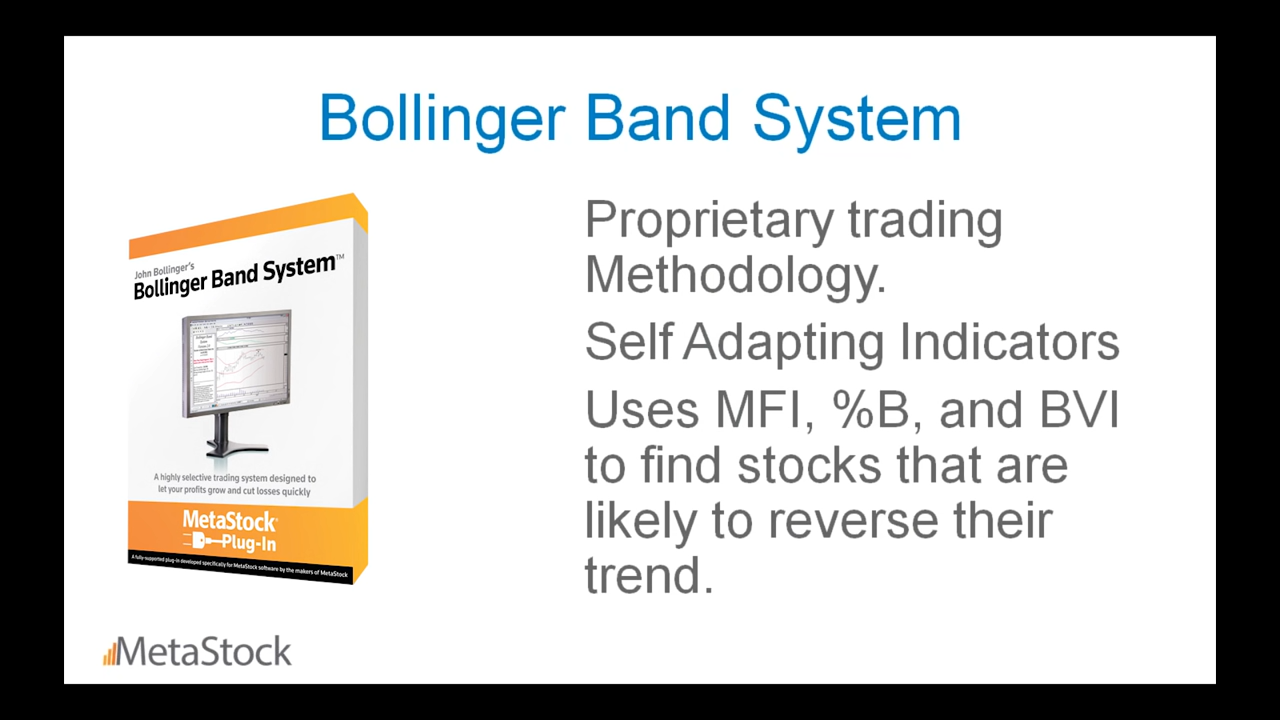 Bollinger Band System
John Bollinger's
Bollinger Band System™
A highly selective trading system designed to
let your profits grow and cut losses quickly
MetaStock®
Plug-In
A fully-supported plug-in developed specifically for MetaStock software by the makers of MetaStock
Proprietary trading
Methodology.
Self Adapting Indicators
Uses MFI, %B, and BVI
to find stocks that are
likely to reverse their
trend.
MetaStock